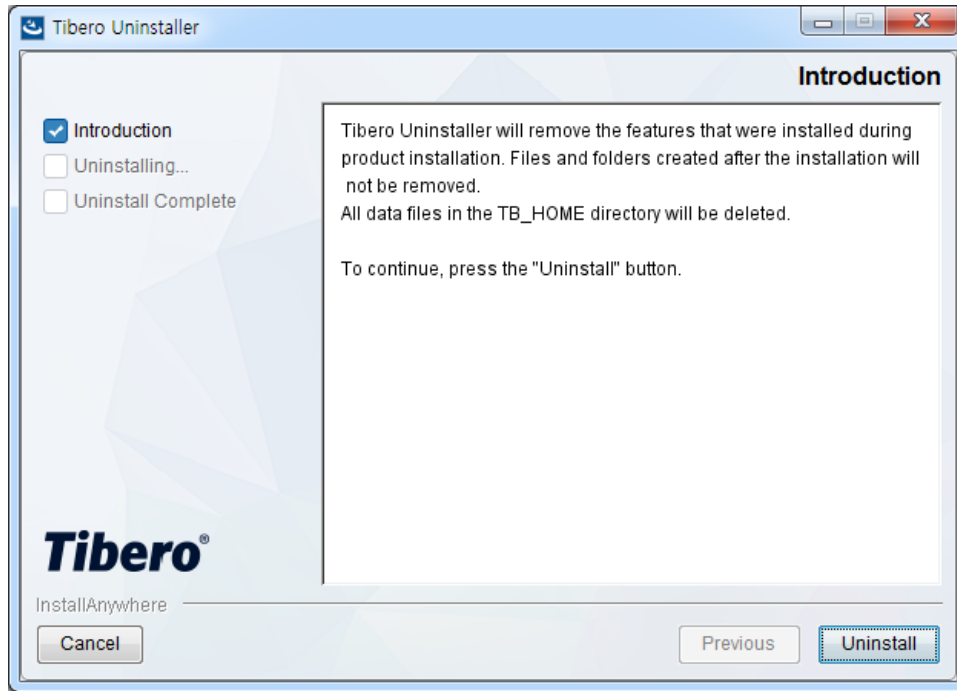 Tibero Uninstaller
Introduction
Introduction
Uninstalling...
Uninstall Complete
Tibero Uninstaller will remove the features that were installed during
product installation. Files and folders created after the installation will
not be removed.
All data files in the TB_HOME directory will be deleted.
To continue, press the "Uninstall" button.
Tibero®
InstallAnywhere
Cancel
Previous
Uninstall